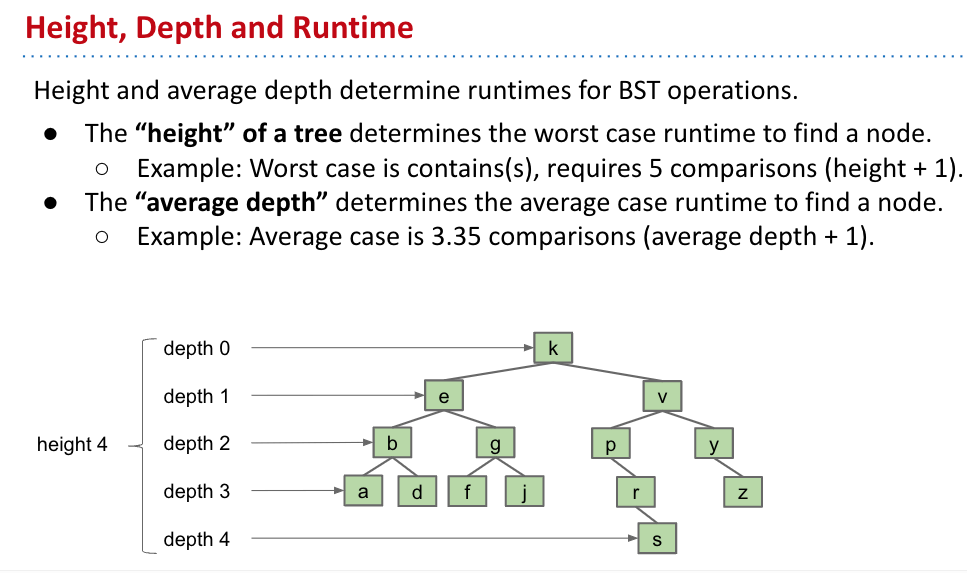 Height, Depth and Runtime
Height and average depth determine runtimes for BST operations.
● The “height” of a tree determines the worst case runtime to find a node.
○ Example: Worst case is contains(s), requires 5 comparisons (height + 1).
● The “average depth” determines the average case runtime to find a node.
○ Example: Average case is 3.35 comparisons (average depth + 1).
depth 0 k
depth 1 e v
height 4 depth 2 b g p y
depth 3 a d f j r z
depth 4 s